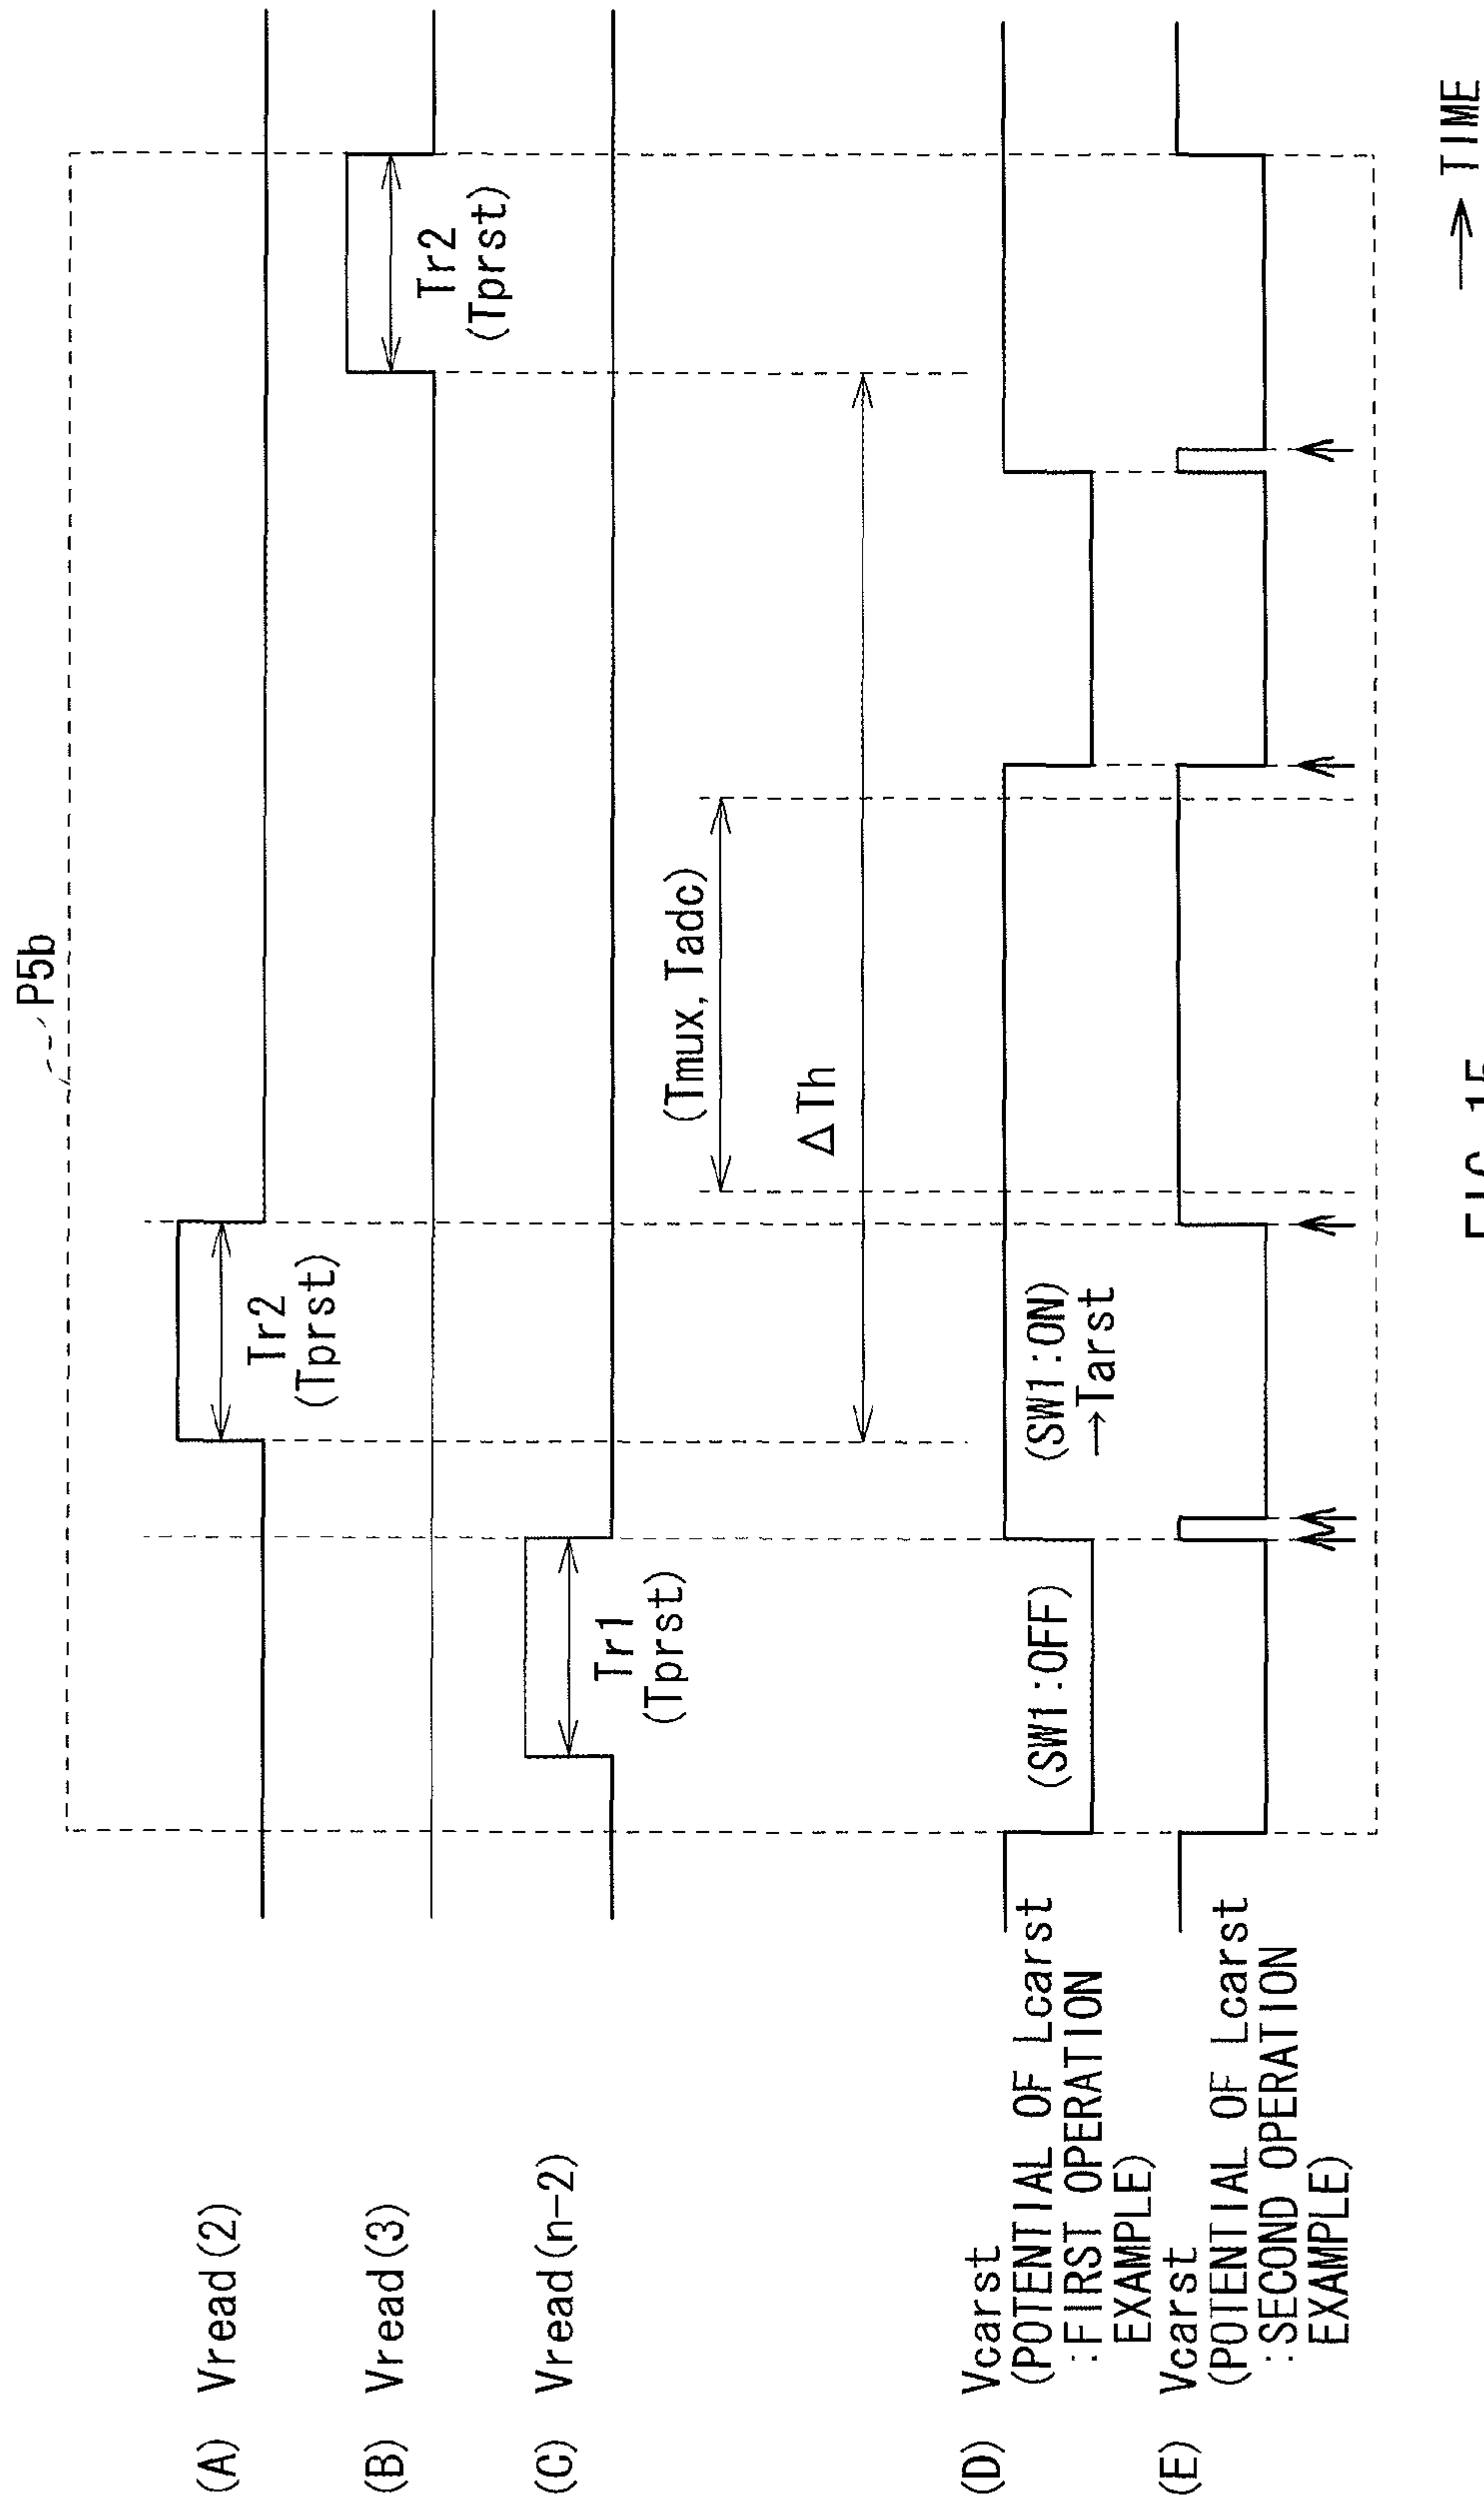 P5b
(A) Vread(2)
Tr2
(Tprst)
(B) Vread(3)
Tr2
(Tprst)
(C) Vread(n-2)
Tr1
(Tprst)
(Tmux, Tadc)
ΔTh
(D) Vcarst
(POTENTIAL OF Lcarst
:FIRST OPERATION
EXAMPLE)
(SW1:OFF)
(SW1:ON)
→Tarst
(E) Vcarst
(POTENTIAL OF Lcarst
:SECOND OPERATION
EXAMPLE)
→ TIME